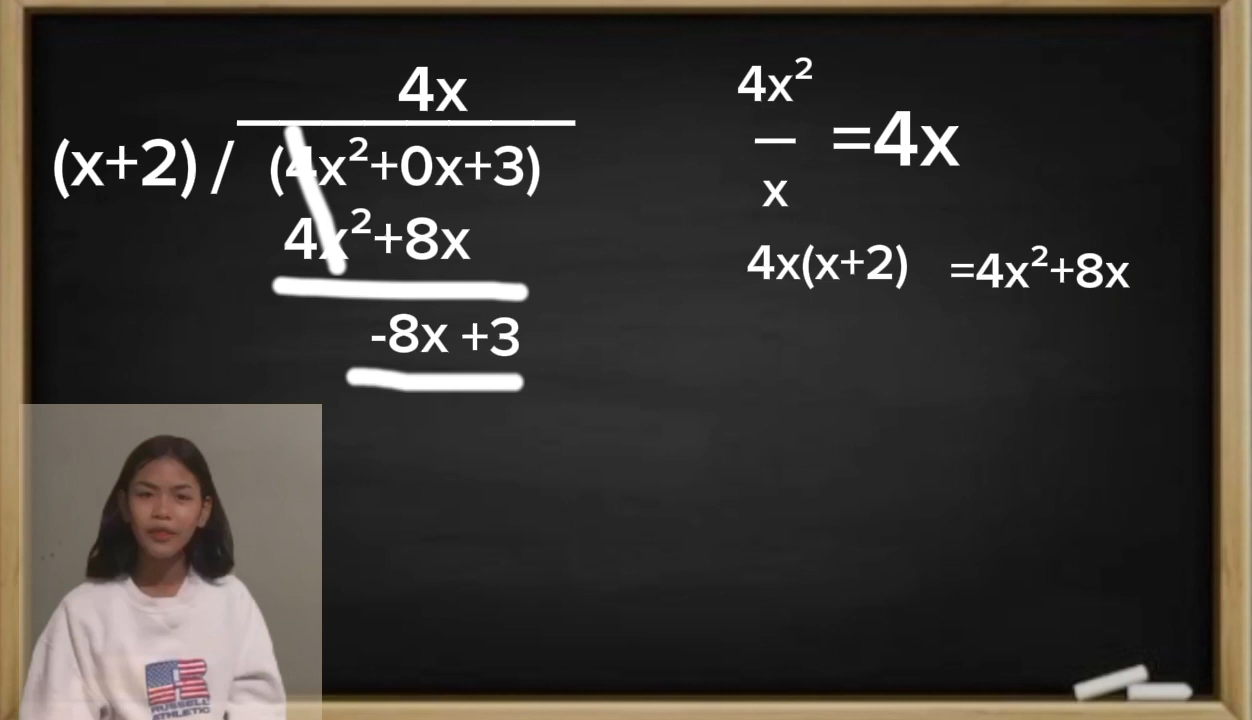 4x
(x+2) / (4x²+0x+3)
4x²+8x
-8x +3
4x²
—
x
=4x
4x(x+2) =4x²+8x
RUSSELL
ATHLETIC